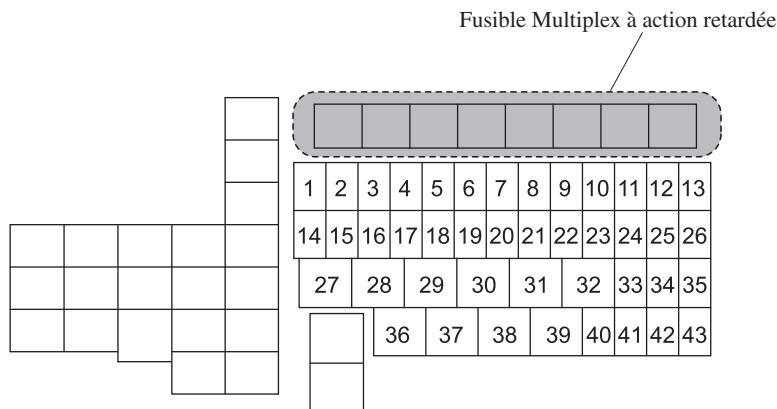 Fusible Multiplex à action retardée
1 2 3 4 5 6 7 8 9 10 11 12 13
14 15 16 17 18 19 20 21 22 23 24 25 26
27 28 29 30 31 32 33 34 35
36 37 38 39 40 41 42 43